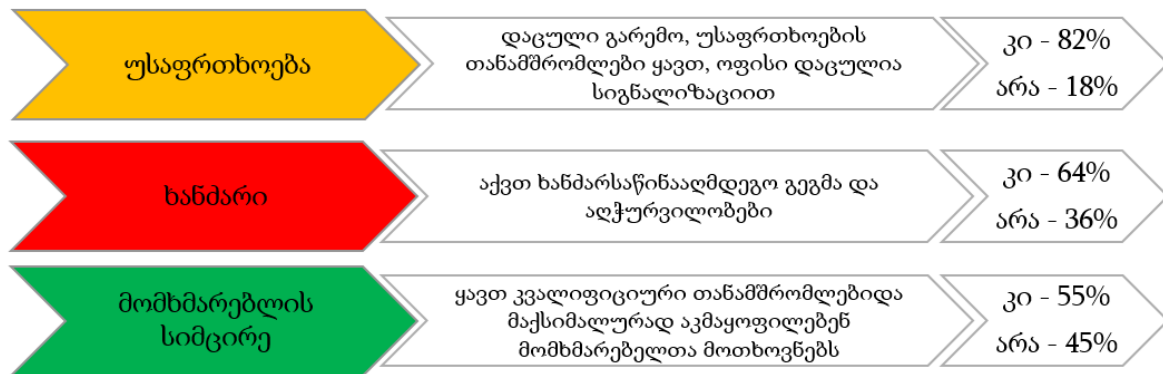 უსაფრთხოება
დაცული გარემო, უსაფრთხოების
თანამშრომლები ყავთ, ოფისი დაცულია
სიგნალიზაციით
კი - 82%
არა - 18%
ხანძარი
აქვთ ხანძარსაწინააღმდეგო გეგმა და
აღჭურვილობები
კი - 64%
არა - 36%
მომხმარებლის
სიმცირე
ყავთ კვალიფიციური თანამშრომლებიდა
მაქსიმალურად აკმაყოფილებენ
მომხმარებელთა მოთხოვნებს
კი - 55%
არა - 45%